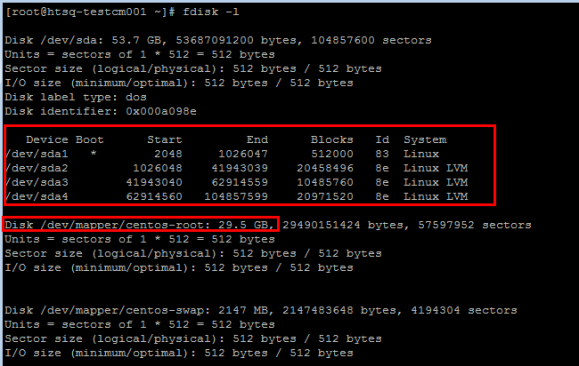 [root@htsq-testcm001 ~]# fdisk -l
Disk /dev/sda: 53.7 GB, 53687091200 bytes, 104857600 sectors
Units = sectors of 1 * 512 = 512 bytes
Sector size (logical/physical): 512 bytes / 512 bytes
I/O size (minimum/optimal): 512 bytes / 512 bytes
Disk label type: dos
Disk identifier: 0x000a098e
Device Boot Start End Blocks Id System
/dev/sda1 * 2048 1026047 512000 83 Linux
/dev/sda2 1026048 41943039 20458496 8e Linux LVM
/dev/sda3 41943040 62914559 10485760 8e Linux LVM
/dev/sda4 62914560 104857599 20971520 8e Linux LVM
Disk /dev/mapper/centos-root: 29.5 GB, 29490151424 bytes, 57597952 sectors
Units = sectors of 1 * 512 = 512 bytes
Sector size (logical/physical): 512 bytes / 512 bytes
I/O size (minimum/optimal): 512 bytes / 512 bytes
Disk /dev/mapper/centos-swap: 2147 MB, 2147483648 bytes, 4194304 sectors
Units = sectors of 1 * 512 = 512 bytes
Sector size (logical/physical): 512 bytes / 512 bytes
I/O size (minimum/optimal): 512 bytes / 512 bytes